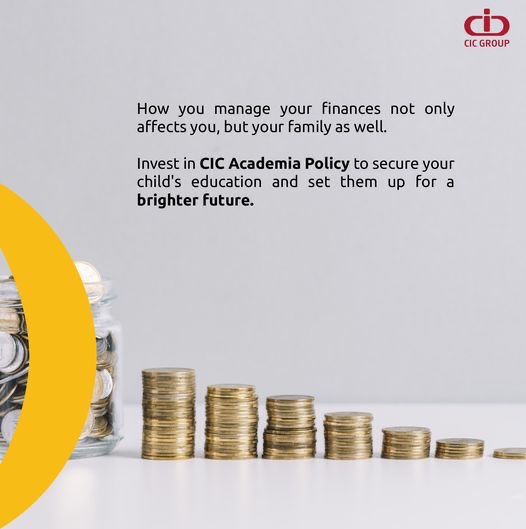 CIC GROUP
How you manage your finances not only
affects you, but your family as well.
Invest in CIC Academia Policy to secure your
child's education and set them up for a
brighter future.